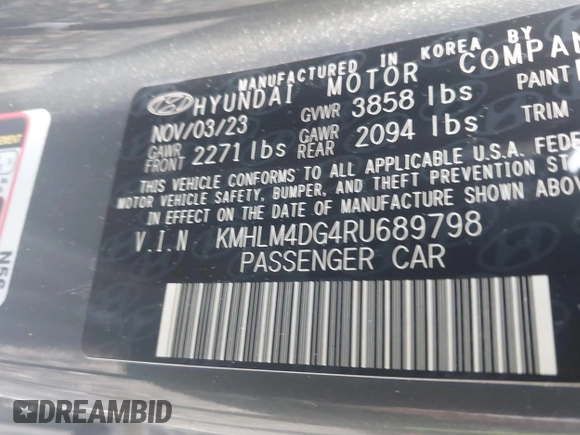 MANUFACTURED IN KOREA BY
HYUNDAI MOTOR COMPAN
NOV/03/23 GVWR 3858 lbs PAINT
GAWR FRONT 2271 lbs GAWR REAR 2094 lbs TRIM
THIS VEHICLE CONFORMS TO ALL APPLICABLE U.S.A. FEDE
MOTOR VEHICLE SAFETY, BUMPER, AND THEFT PREVENTION ST
IN EFFECT ON THE DATE OF MANUFACTURE SHOWN ABOV
V.I.N KMHLM4DG4RU689798
PASSENGER CAR
N56
DREAMBID